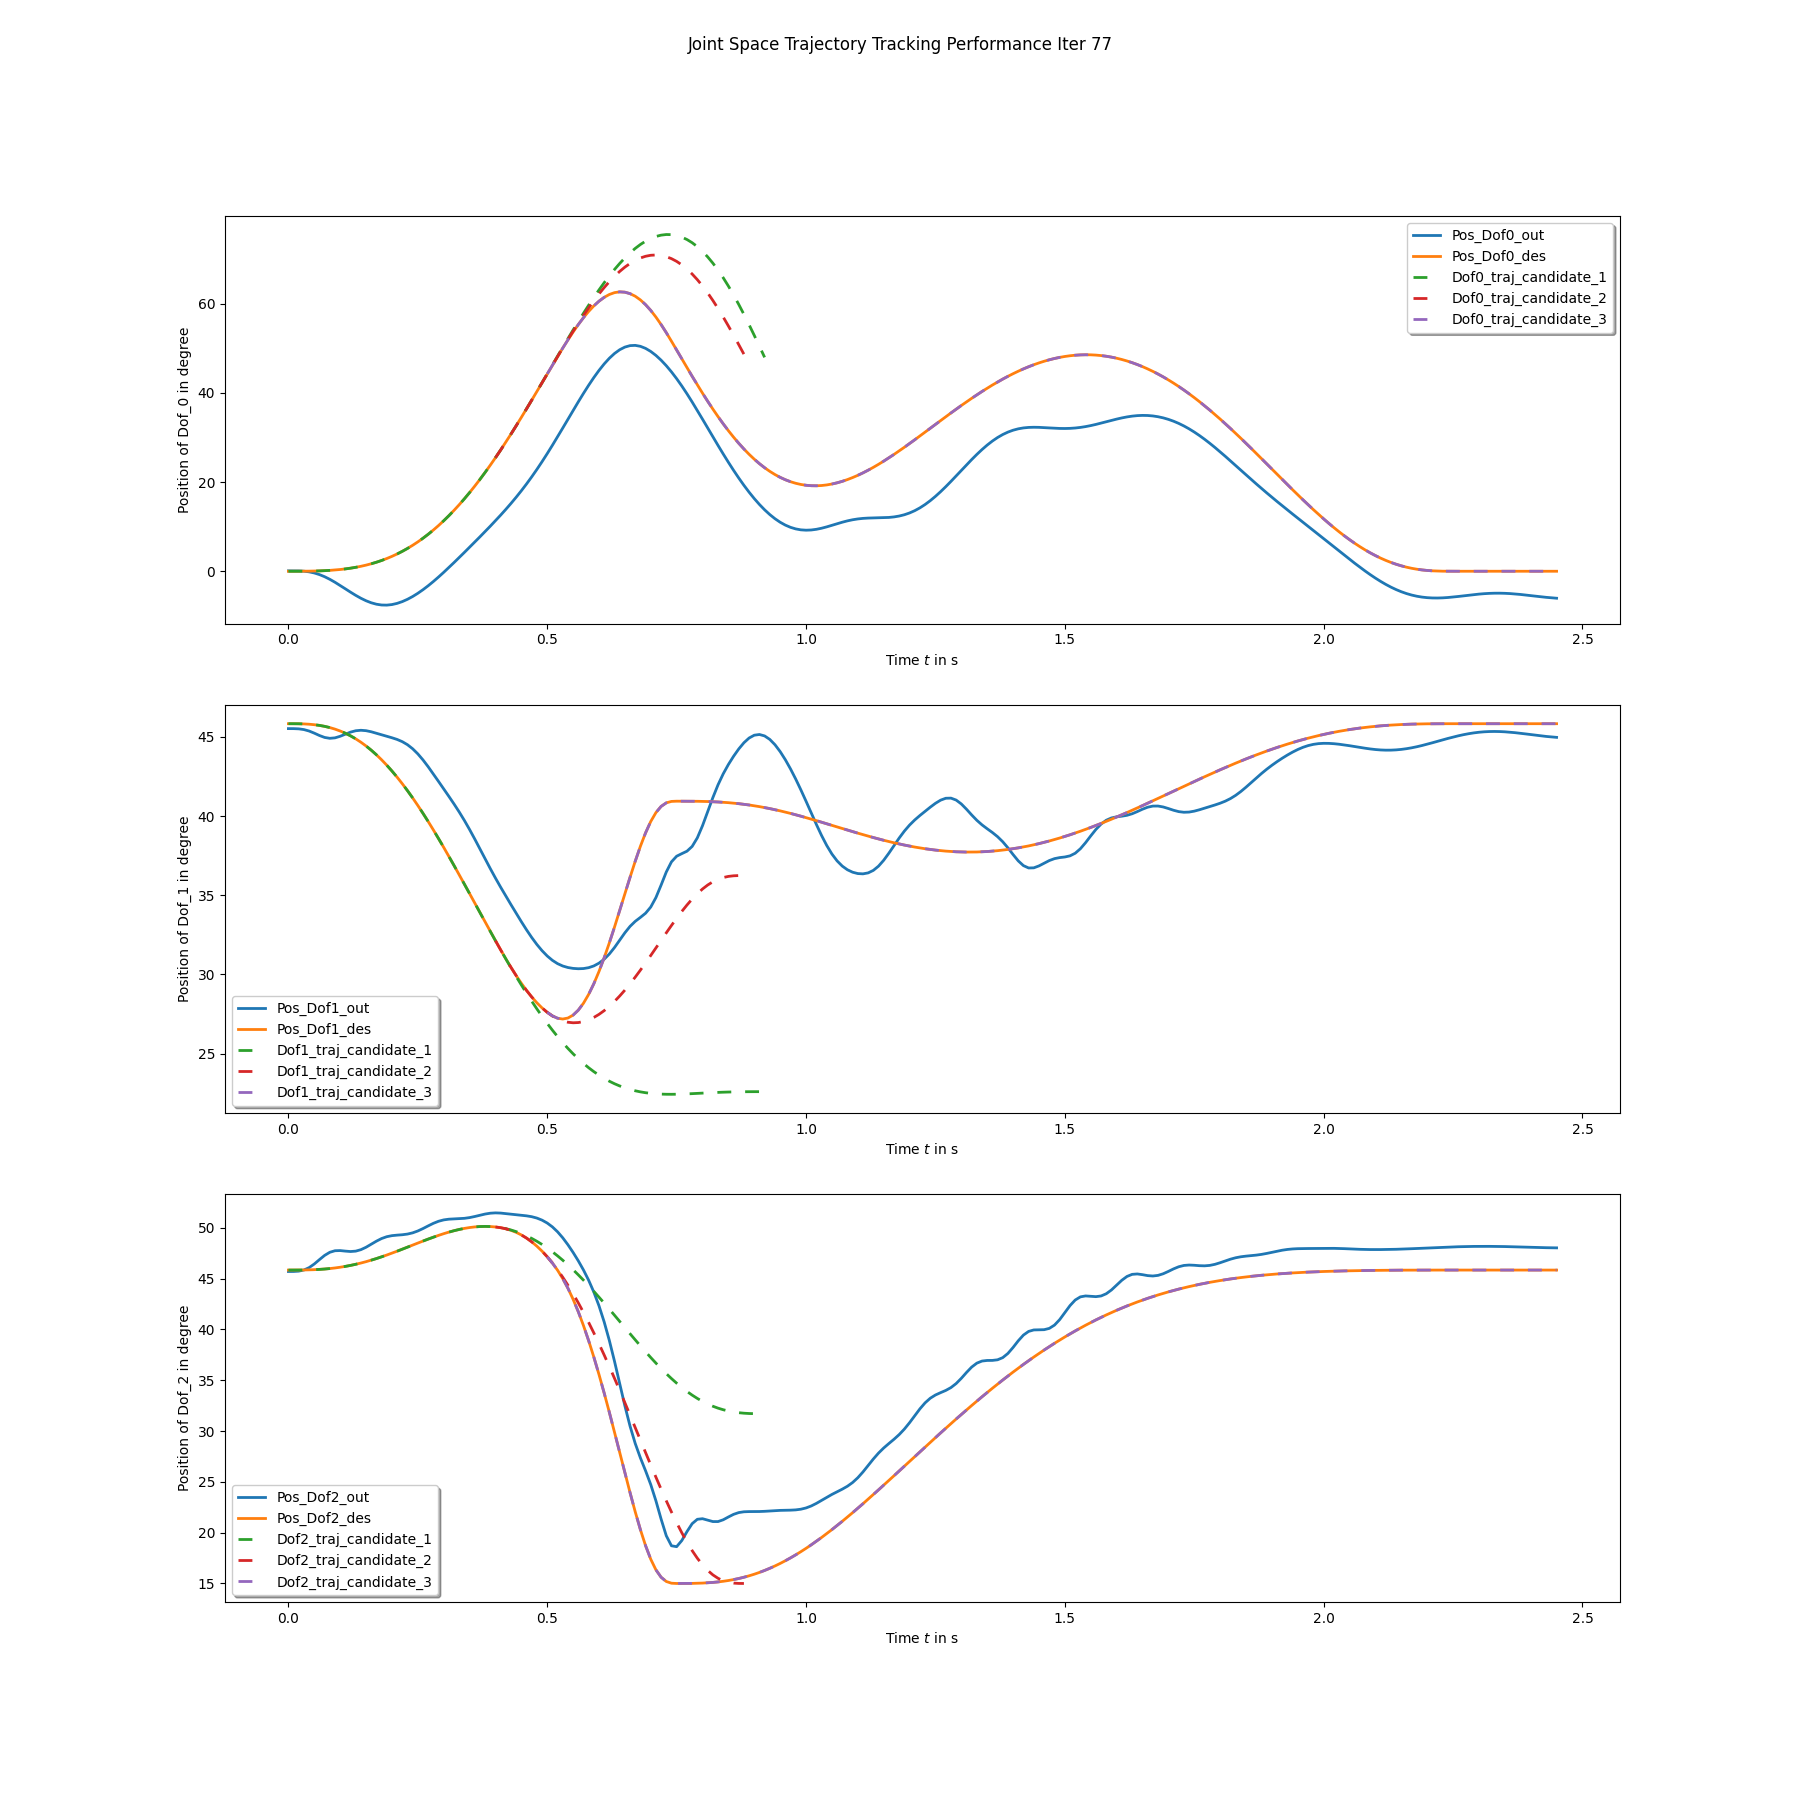 Joint Space Trajectory Tracking Performance Iter 77
Position of Dof_0 in degree
60
40
20
0
Pos_Dof0_out
Pos_Dof0_des
Dof0_traj_candidate_1
Dof0_traj_candidate_2
Dof0_traj_candidate_3
0.0 0.5 1.0 1.5 2.0 2.5
Time t in s
Position of Dof_1 in degree
45
40
35
30
25
Pos_Dof1_out
Pos_Dof1_des
Dof1_traj_candidate_1
Dof1_traj_candidate_2
Dof1_traj_candidate_3
0.0 0.5 1.0 1.5 2.0 2.5
Time t in s
Position of Dof_2 in degree
50
45
40
35
30
25
20
15
Pos_Dof2_out
Pos_Dof2_des
Dof2_traj_candidate_1
Dof2_traj_candidate_2
Dof2_traj_candidate_3
0.0 0.5 1.0 1.5 2.0 2.5
Time t in s